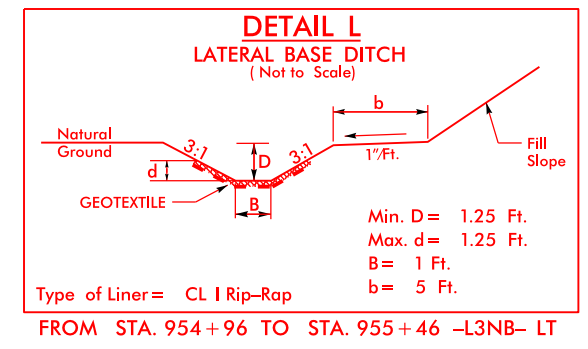 DETAIL L
LATERAL BASE DITCH
( Not to Scale)
b
Natural
Ground
3:1
D
3:1
1"/Ft.
Fill
Slope
d
GEOTEXTILE
B
Min. D = 1.25 Ft.
Max. d = 1.25 Ft.
B = 1 Ft.
b = 5 Ft.
Type of Liner = CL I Rip-Rap
FROM STA. 954+96 TO STA. 955+46 -L3NB- LT